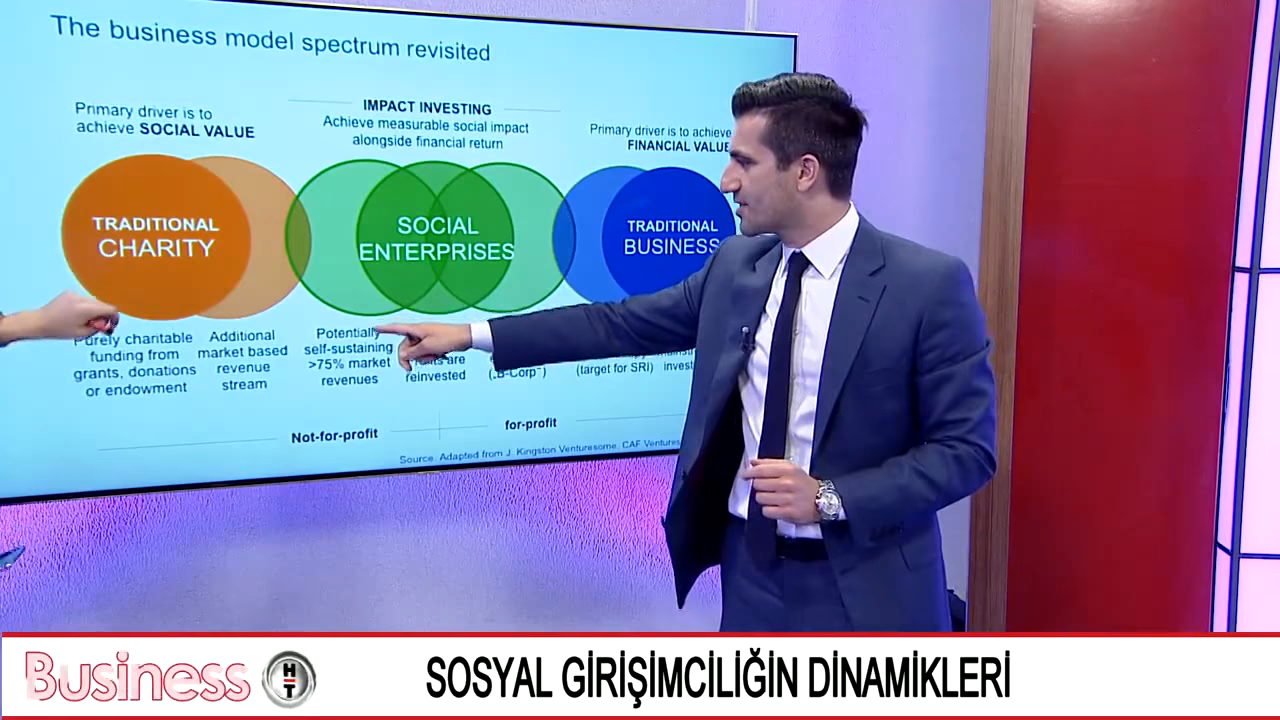 The business model spectrum revisited
Primary driver is to
achieve SOCIAL VALUE
IMPACT INVESTING
Achieve measurable social impact
alongside financial return
Primary driver is to achieve
FINANCIAL VALUE
TRADITIONAL
CHARITY
SOCIAL
ENTERPRISES
TRADITIONAL
BUSINESS
Purely charitable
funding from
grants, donations
or endowment
Additional
market based
revenue
stream
Potentially
self-sustaining
>75% market
revenues
are
reinvested
(„B-Corp“)
(target for SRI)
Not-for-profit
for-profit
Source: Adapted from J. Kingston Venturesome, CAF Ventures
Business HT
SOSYAL GİRİŞİMCİLİĞİN DİNAMİKLERİ